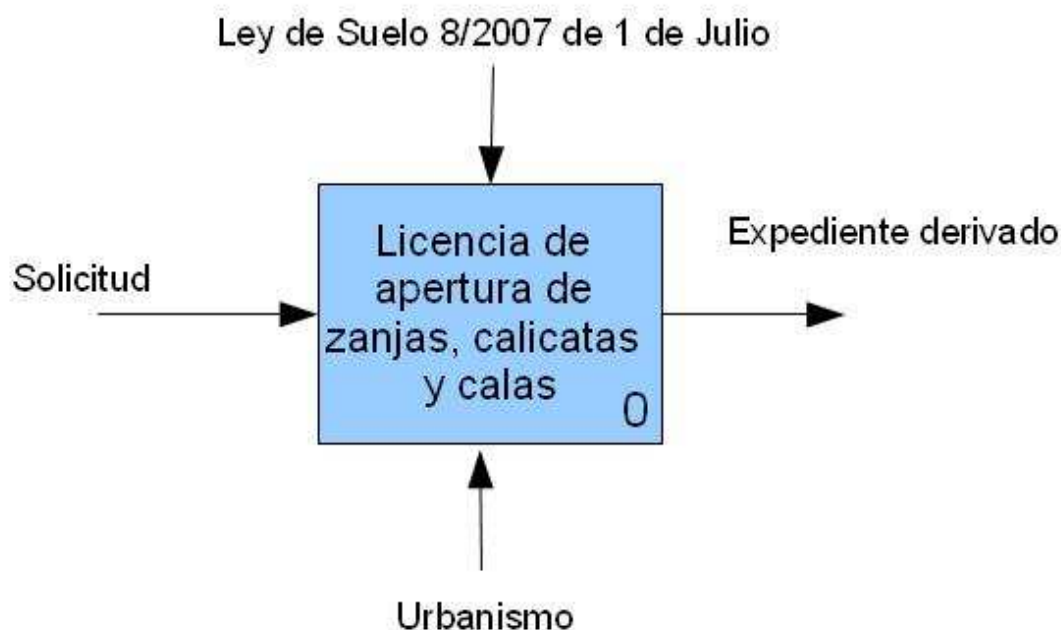 Ley de Suelo 8/2007 de 1 de Julio
Solicitud
Licencia de
apertura de
zanjas, calicatas
y calas
0
Expediente derivado
Urbanismo